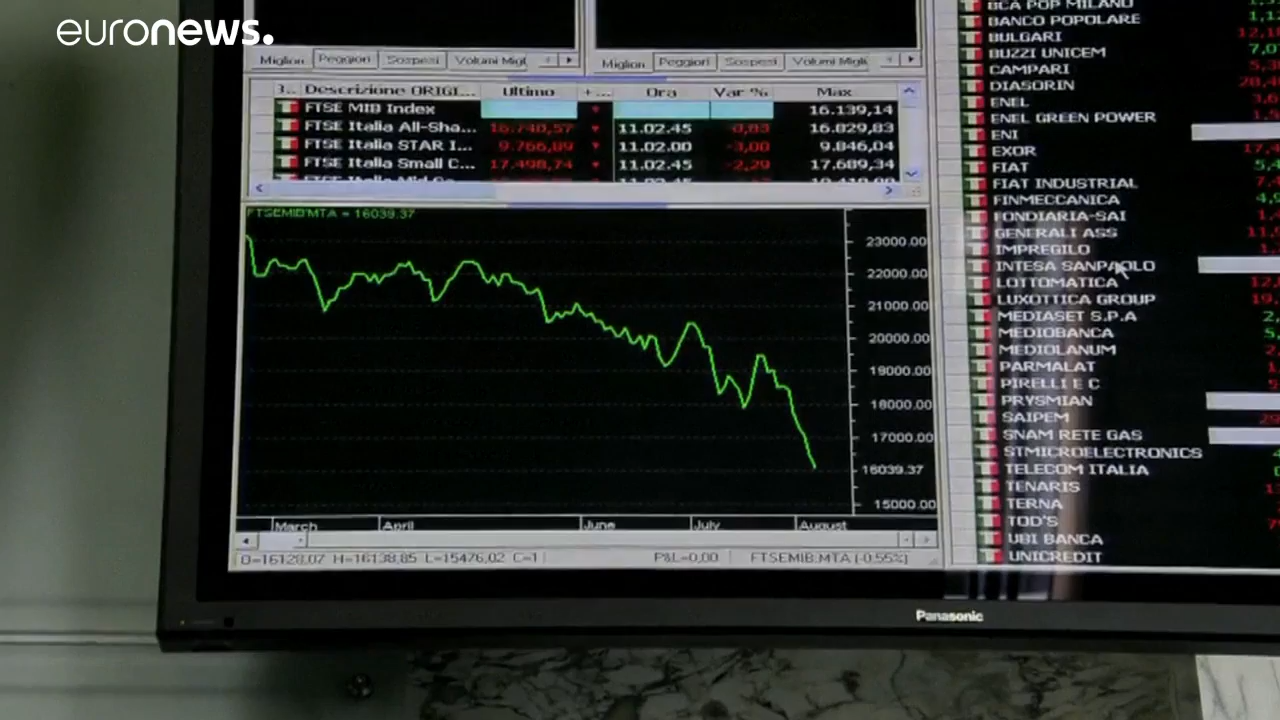 euronews.
Migliori Peggiori Sospesi Volumi Migl
Migliori Peggiori Sospesi Volumi Migli
Descrizione ORIGI... Ultimo +... Ora Var % Max
FTSE MIB Index 16.139,14
FTSE Italia All-Sha... 16.740,57 11.02.45 -0,83 16.829,83
FTSE Italia STAR I... 9.766,89 11.02.00 -3,00 9.846,04
FTSE Italia Small C... 17.498,74 11.02.45 -2,29 17.689,34
FTSEMIB.MTA = 16039.37
23000.00
22000.00
21000.00
20000.00
19000.00
18000.00
17000.00
16039.37
15000.00
March April June July August
O=16128,07 H=16138,85 L=15476,02 C=1 P&L=0,00 FTSEMIB.MTA (-0.55%)
BCA POP MILANO
BANCO POPOLARE
BULGARI
BUZZI UNICEM
CAMPARI
DIASORIN
ENEL
ENEL GREEN POWER
ENI
EXOR
FIAT
FIAT INDUSTRIAL
FINMECCANICA
FONDIARIA-SAI
GENERALI ASS
IMPREGILO
INTESA SANPAOLO
LOTTOMATICA
LUXOTTICA GROUP
MEDIASET S.P.A
MEDIOBANCA
MEDIOLANUM
PARMALAT
PIRELLI E C
PRYSMIAN
SAIPEM
SNAM RETE GAS
STMICROELECTRONICS
TELECOM ITALIA
TENARIS
TERNA
TOD'S
UBI BANCA
UNICREDIT
Panasonic